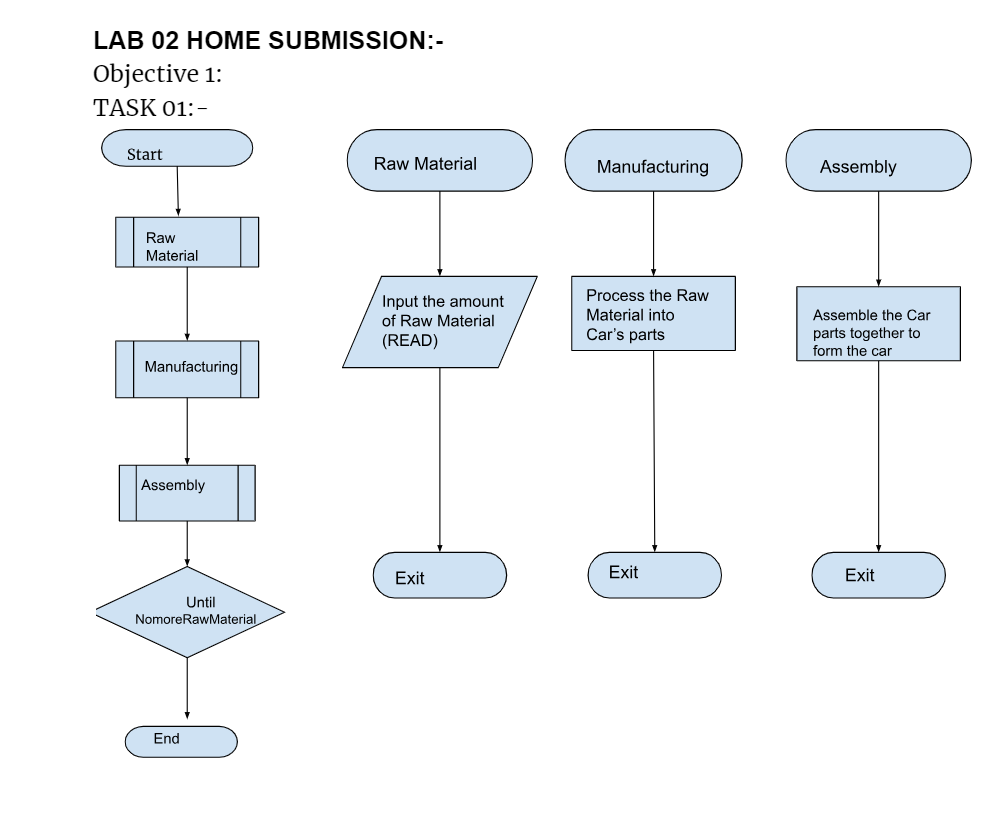 LAB 02 HOME SUBMISSION:-
Objective 1:
TASK 01:-
Start
Raw
Material
Manufacturing
Assembly
Until
NomoreRawMaterial
End
Raw Material
Input the amount
of Raw Material
(READ)
Exit
Manufacturing
Process the Raw
Material into
Car's parts
Exit
Assembly
Assemble the Car
parts together to
form the car
Exit